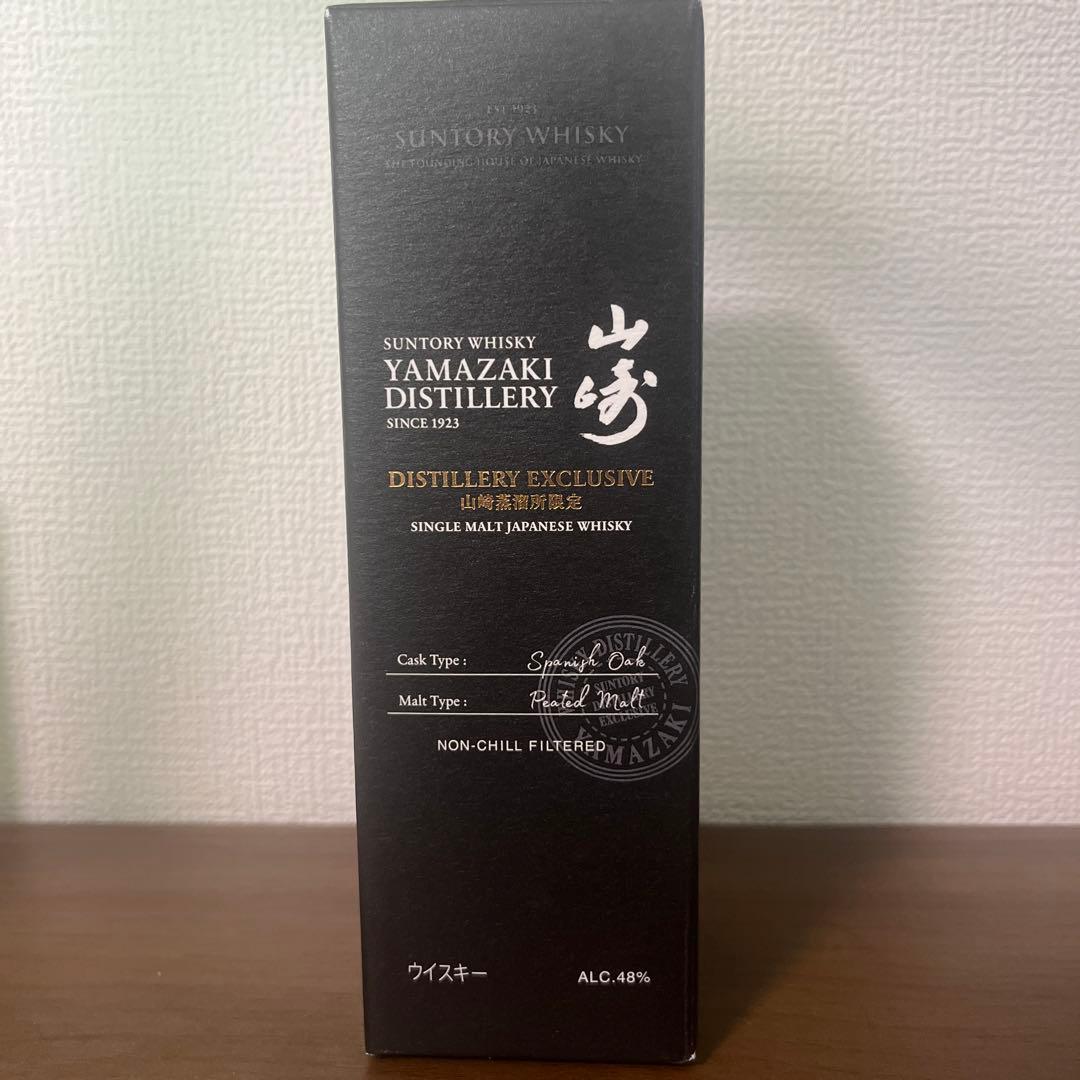 EST. 1923
SUNTORY WHISKY
THE FOUNDING HOUSE OF JAPANESE WHISKY
SUNTORY WHISKY
YAMAZAKI
DISTILLERY
SINCE 1923
山崎
DISTILLERY EXCLUSIVE
山崎蒸溜所限定
SINGLE MALT JAPANESE WHISKY
Cask Type : Spanish Oak
Malt Type : Peated Malt
WHISKY DISTILLERY
SUNTORY
DISTILLERY
EXCLUSIVE
YAMAZAKI
NON-CHILL FILTERED
ウイスキー
ALC.48%